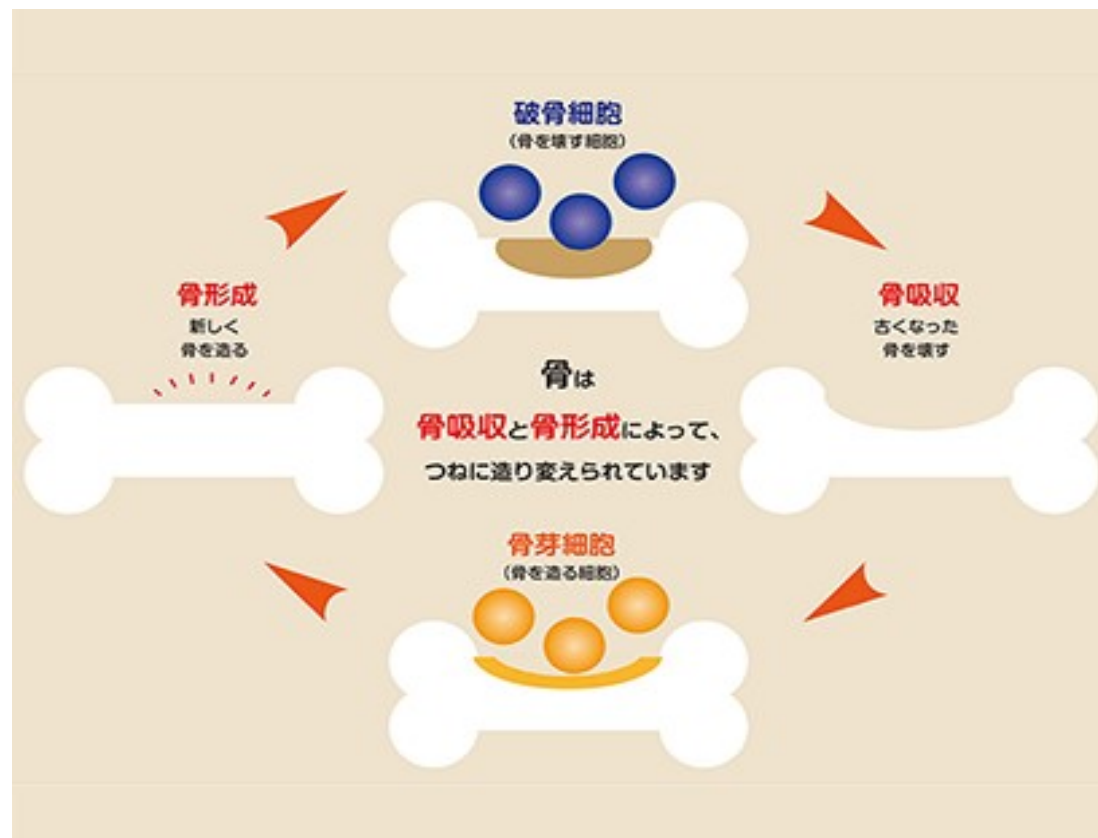 破骨細胞
(骨を壊す細胞)
骨形成
新しく
骨を造る
骨吸収
古くなった
骨を壊す
骨は
骨吸収と骨形成によって、
つねに造り変えられています
骨芽細胞
(骨を造る細胞)